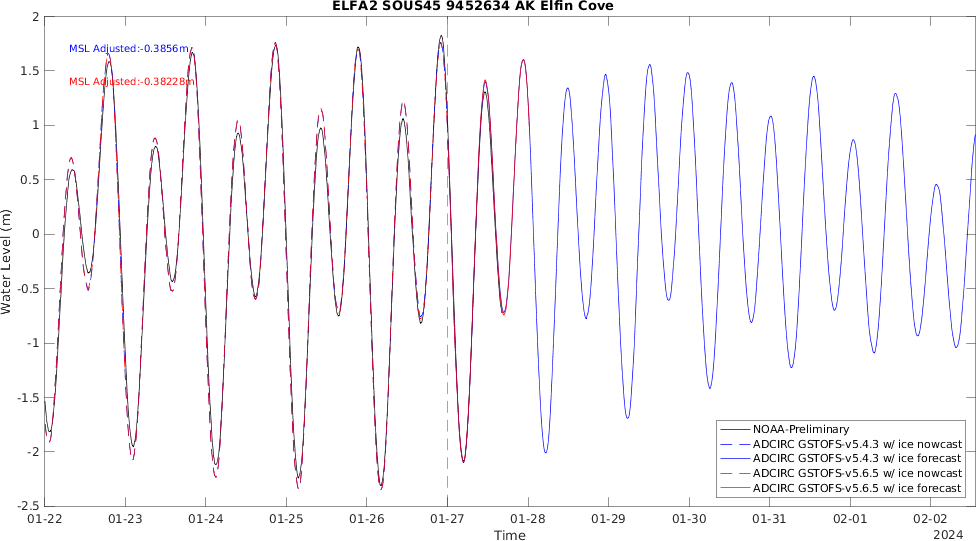 ELFA2 SOUS45 9452634 AK Elfin Cove
2
1.5
1
0.5
0
-0.5
-1
-1.5
-2
-2.5
Water Level (m)
MSL Adjusted:-0.3856m
MSL Adjusted:-0.38228m
NOAA-Preliminary
ADCIRC GSTOFS-v5.4.3 w/ ice nowcast
ADCIRC GSTOFS-v5.4.3 w/ ice forecast
ADCIRC GSTOFS-v5.6.5 w/ ice nowcast
ADCIRC GSTOFS-v5.6.5 w/ ice forecast
01-22 01-23 01-24 01-25 01-26 01-27 01-28 01-29 01-30 01-31 02-01 02-02
Time
2024